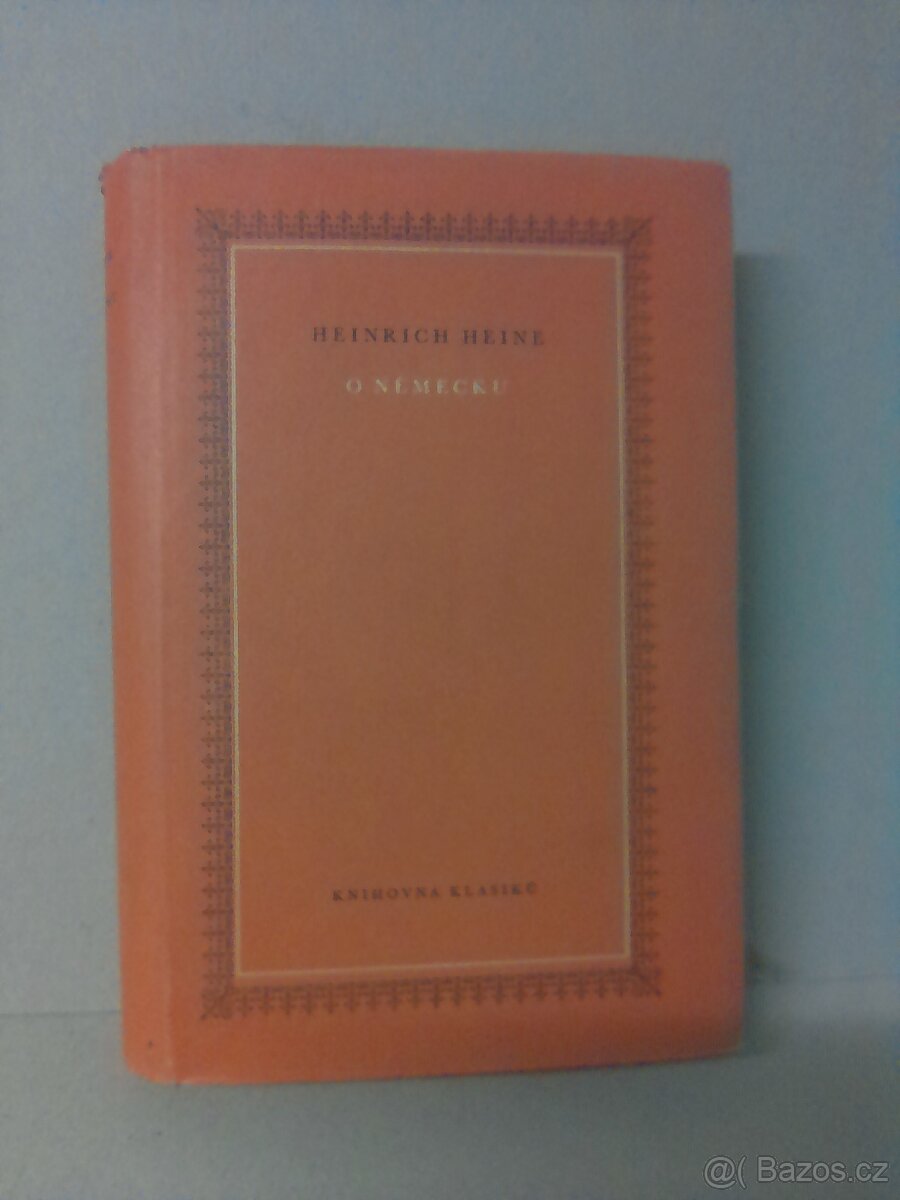 HEINRICH HEINE
O NĚMECKU
KNIHOVNA KLASIKŮ
@( Bazos.cz